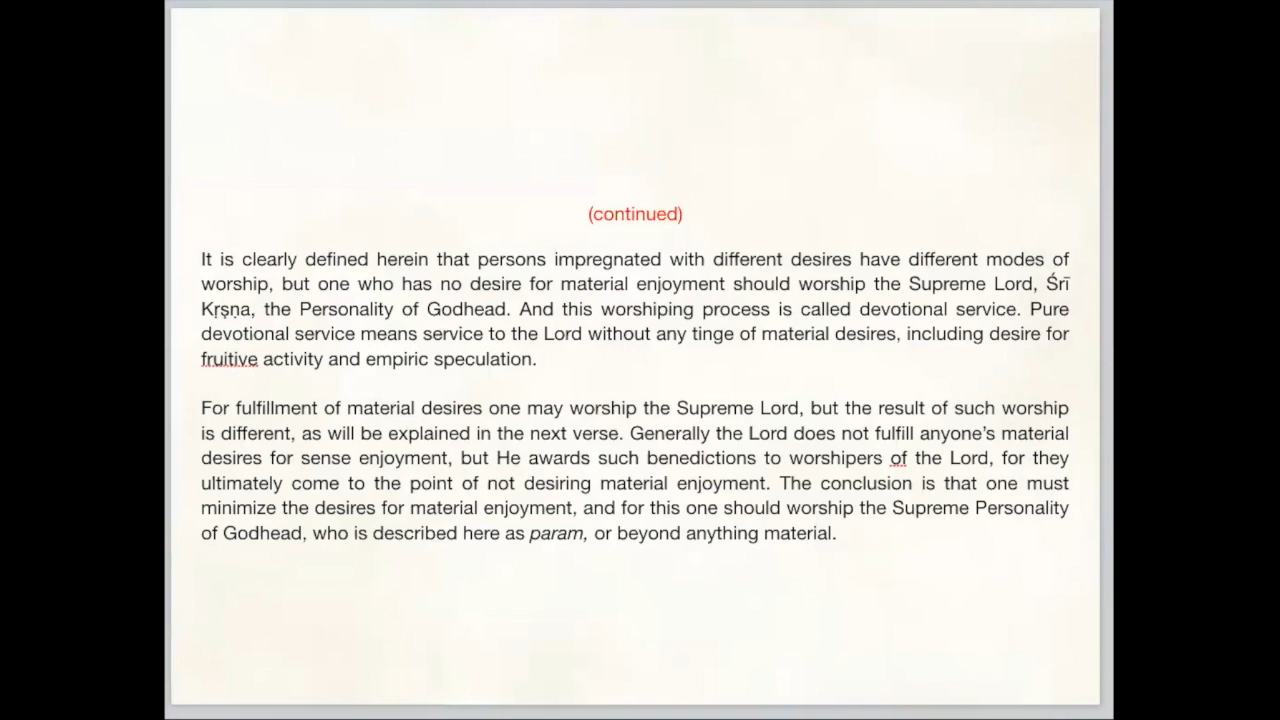 (continued)
It is clearly defined herein that persons impregnated with different desires have different modes of
worship, but one who has no desire for material enjoyment should worship the Supreme Lord, Śrī
Kṛṣṇa, the Personality of Godhead. And this worshiping process is called devotional service. Pure
devotional service means service to the Lord without any tinge of material desires, including desire for
fruitive activity and empiric speculation.
For fulfillment of material desires one may worship the Supreme Lord, but the result of such worship
is different, as will be explained in the next verse. Generally the Lord does not fulfill anyone’s material
desires for sense enjoyment, but He awards such benedictions to worshipers of the Lord, for they
ultimately come to the point of not desiring material enjoyment. The conclusion is that one must
minimize the desires for material enjoyment, and for this one should worship the Supreme Personality
of Godhead, who is described here as param, or beyond anything material.